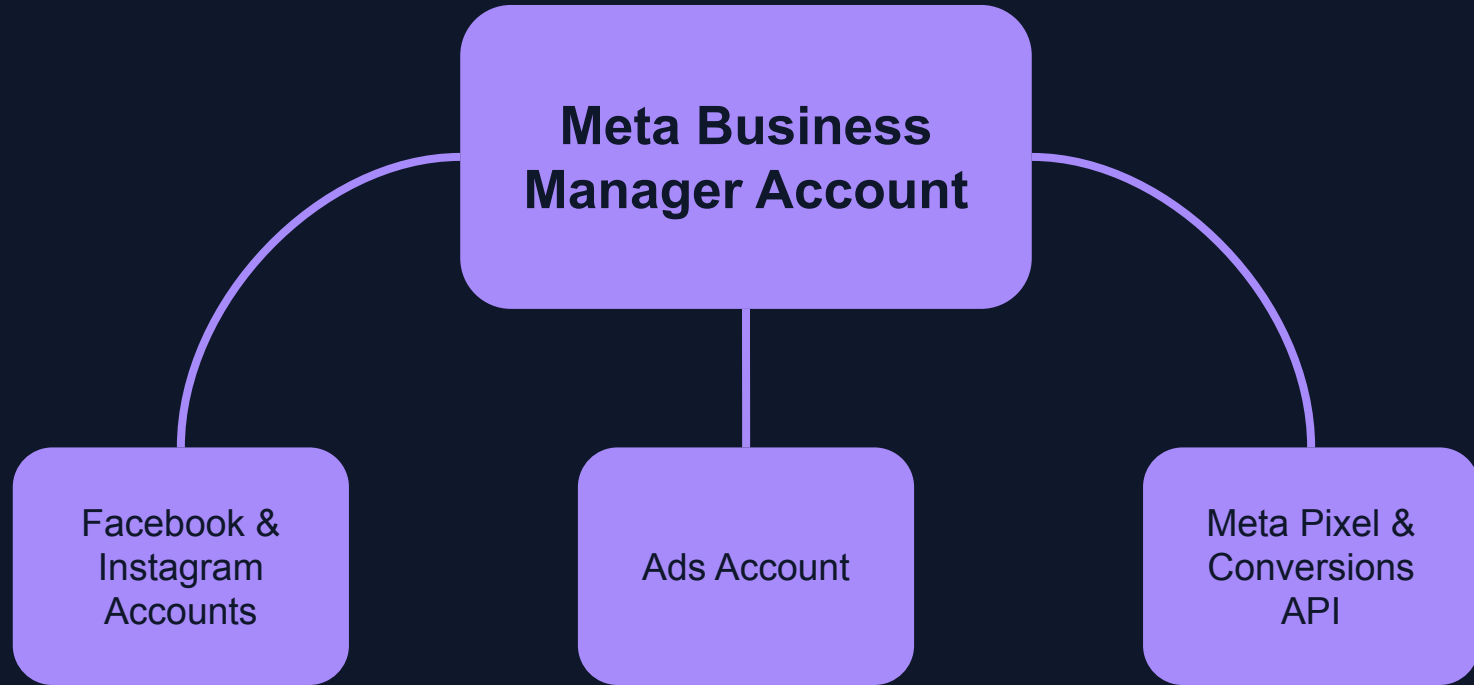 Meta Business
Manager Account
Facebook &
Instagram
Accounts
Ads Account
Meta Pixel &
Conversions
API